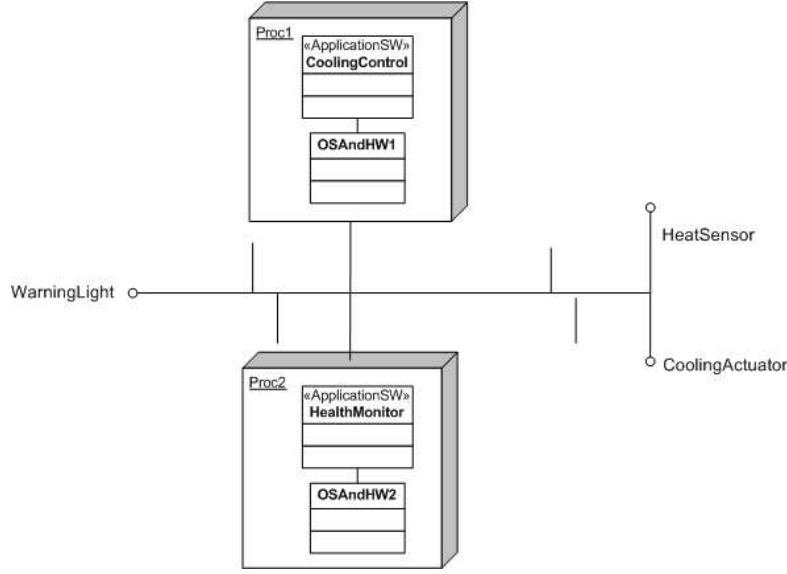 Proc1
«ApplicationSW»
CoolingControl
OSAndHW1
HeatSensor
WarningLight
CoolingActuator
Proc2
«ApplicationSW»
HealthMonitor
OSAndHW2